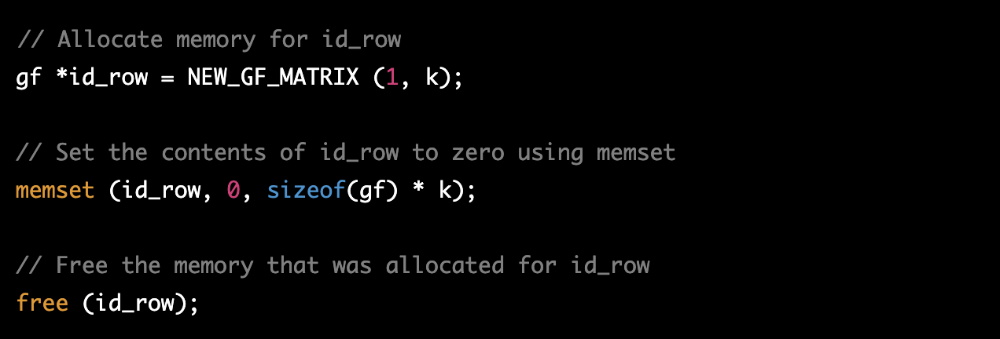 // Allocate memory for id_row
gf *id_row = NEW_GF_MATRIX (1, k);
// Set the contents of id_row to zero using memset
memset (id_row, 0, sizeof(gf) * k);
// Free the memory that was allocated for id_row
free (id_row);